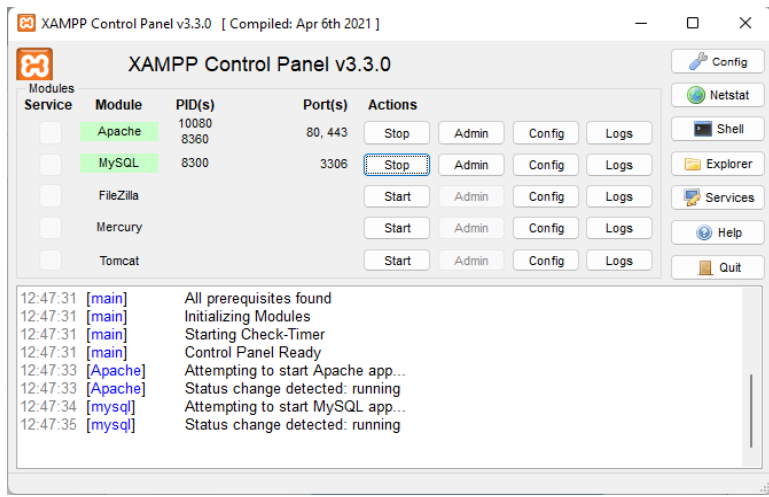 XAMPP Control Panel v3.3.0 [ Compiled: Apr 6th 2021 ]
XAMPP Control Panel v3.3.0
Config
Modules
Service Module PID(s) Port(s) Actions
Netstat
Apache 10080 8360 80, 443 Stop Admin Config Logs
Shell
MySQL 8300 3306 Stop Admin Config Logs
Explorer
FileZilla Start Admin Config Logs
Services
Mercury Start Admin Config Logs
Help
Tomcat Start Admin Config Logs
Quit
12:47:31 [main] All prerequisites found
12:47:31 [main] Initializing Modules
12:47:31 [main] Starting Check-Timer
12:47:31 [main] Control Panel Ready
12:47:33 [Apache] Attempting to start Apache app...
12:47:33 [Apache] Status change detected: running
12:47:34 [mysql] Attempting to start MySQL app...
12:47:35 [mysql] Status change detected: running